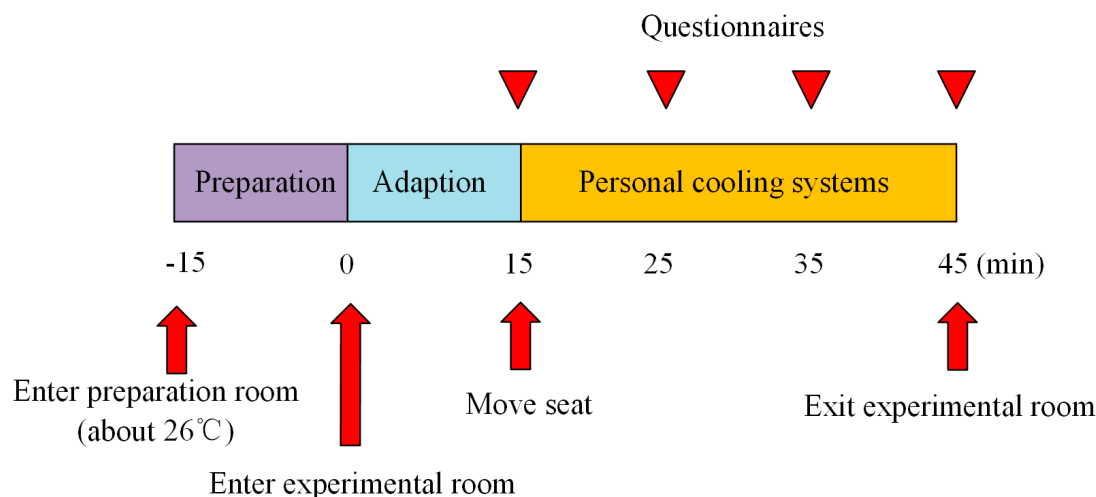 Questionnaires
Preparation
Adaption
Personal cooling systems
-15
0
15
25
35
45 (min)
Enter preparation room
(about 26℃)
Move seat
Exit experimental room
Enter experimental room